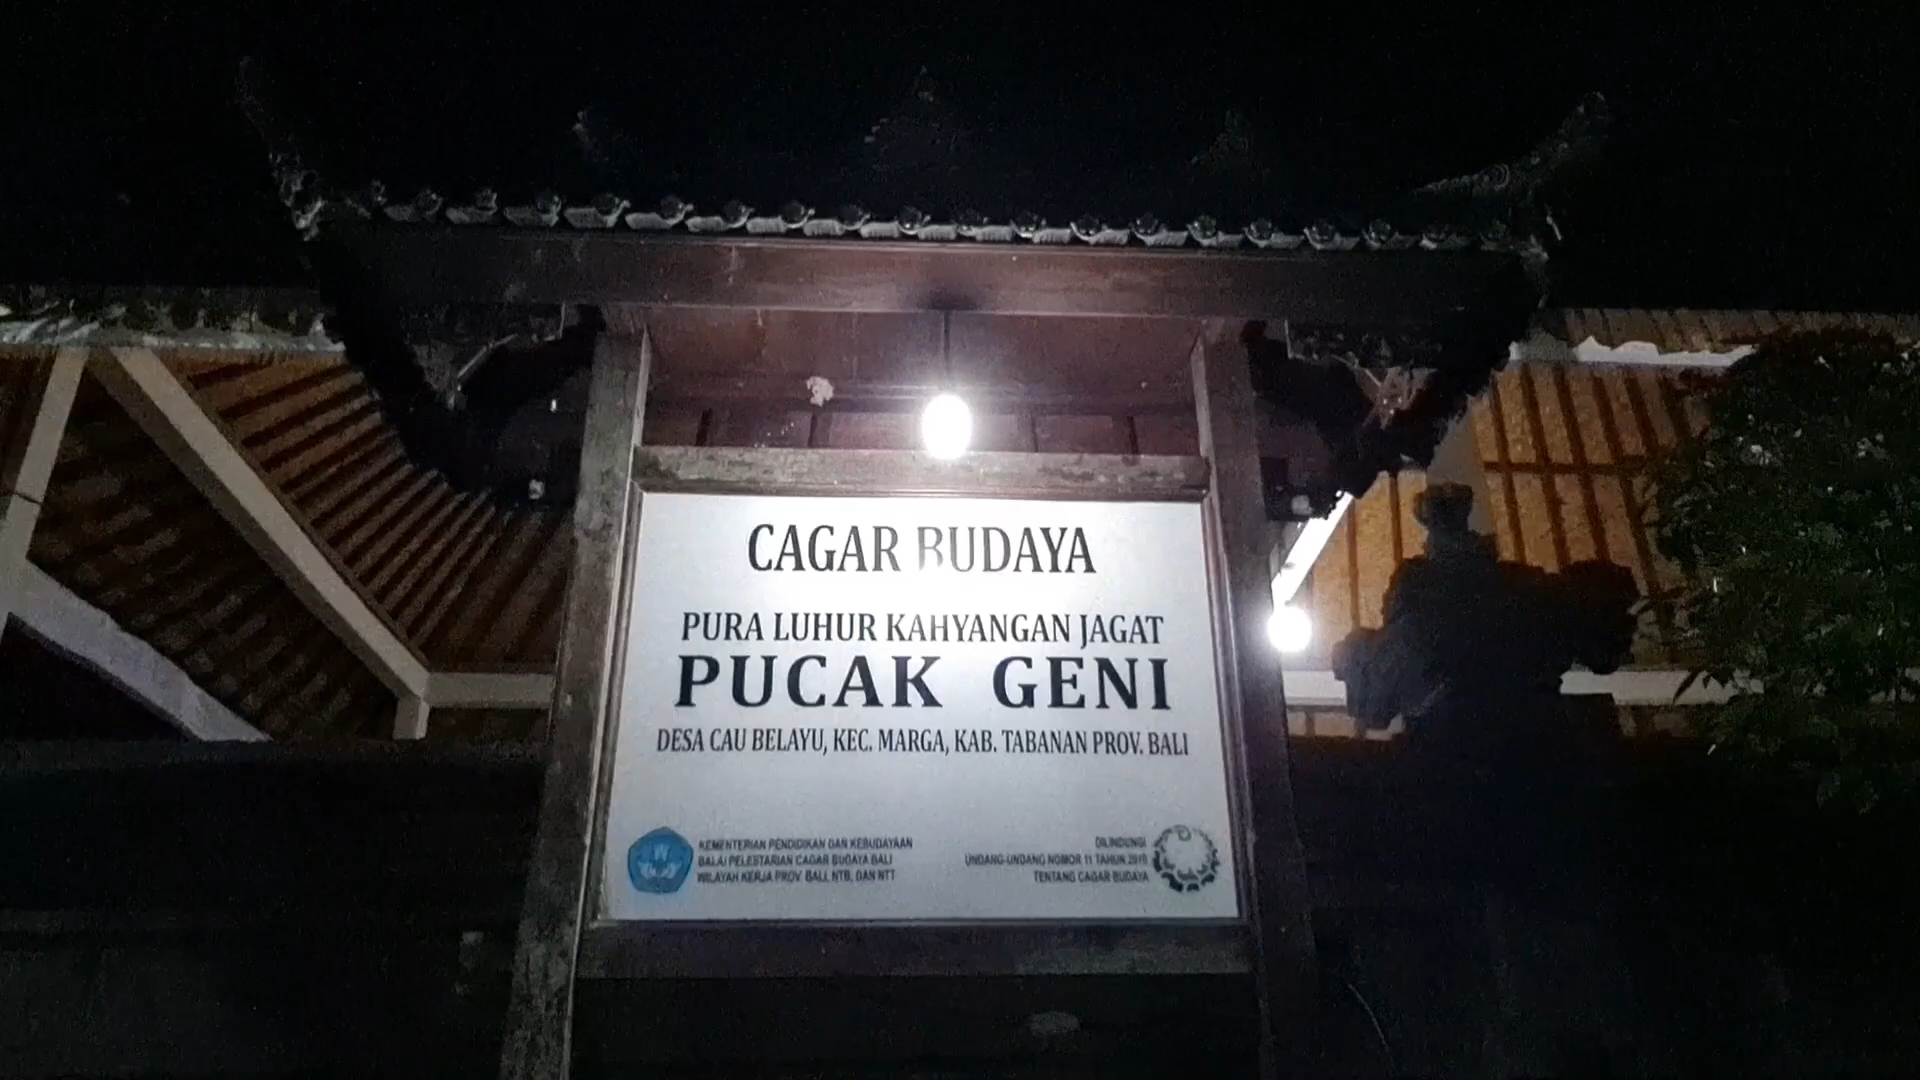 CAGAR BUDAYA
PURA LUHUR KAHYANGAN JAGAT
PUCAK GENI
DESA CAU BELAYU, KEC. MARGA, KAB. TABANAN PROV. BALI
KEMENTERIAN PENDIDIKAN DAN KEBUDAYAAN
BALAI PELESTARIAN CAGAR BUDAYA BALI
WILAYAH KERJA PROV. BALI, NTB, DAN NTT
DILINDUNGI
UNDANG-UNDANG NOMOR 11 TAHUN 2010
TENTANG CAGAR BUDAYA